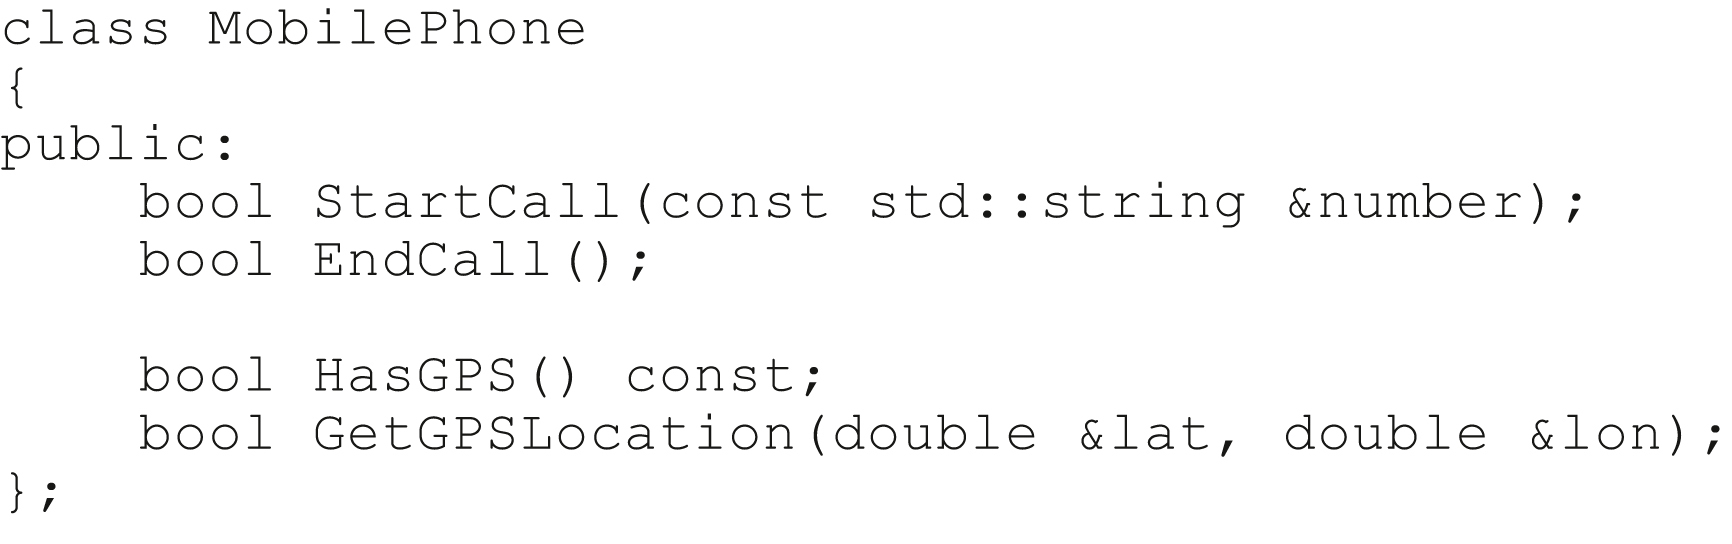 class MobilePhone
{
public:
    bool StartCall(const std::string &number);
    bool EndCall();

    bool HasGPS() const;
    bool GetGPSLocation(double &lat, double &lon);
};